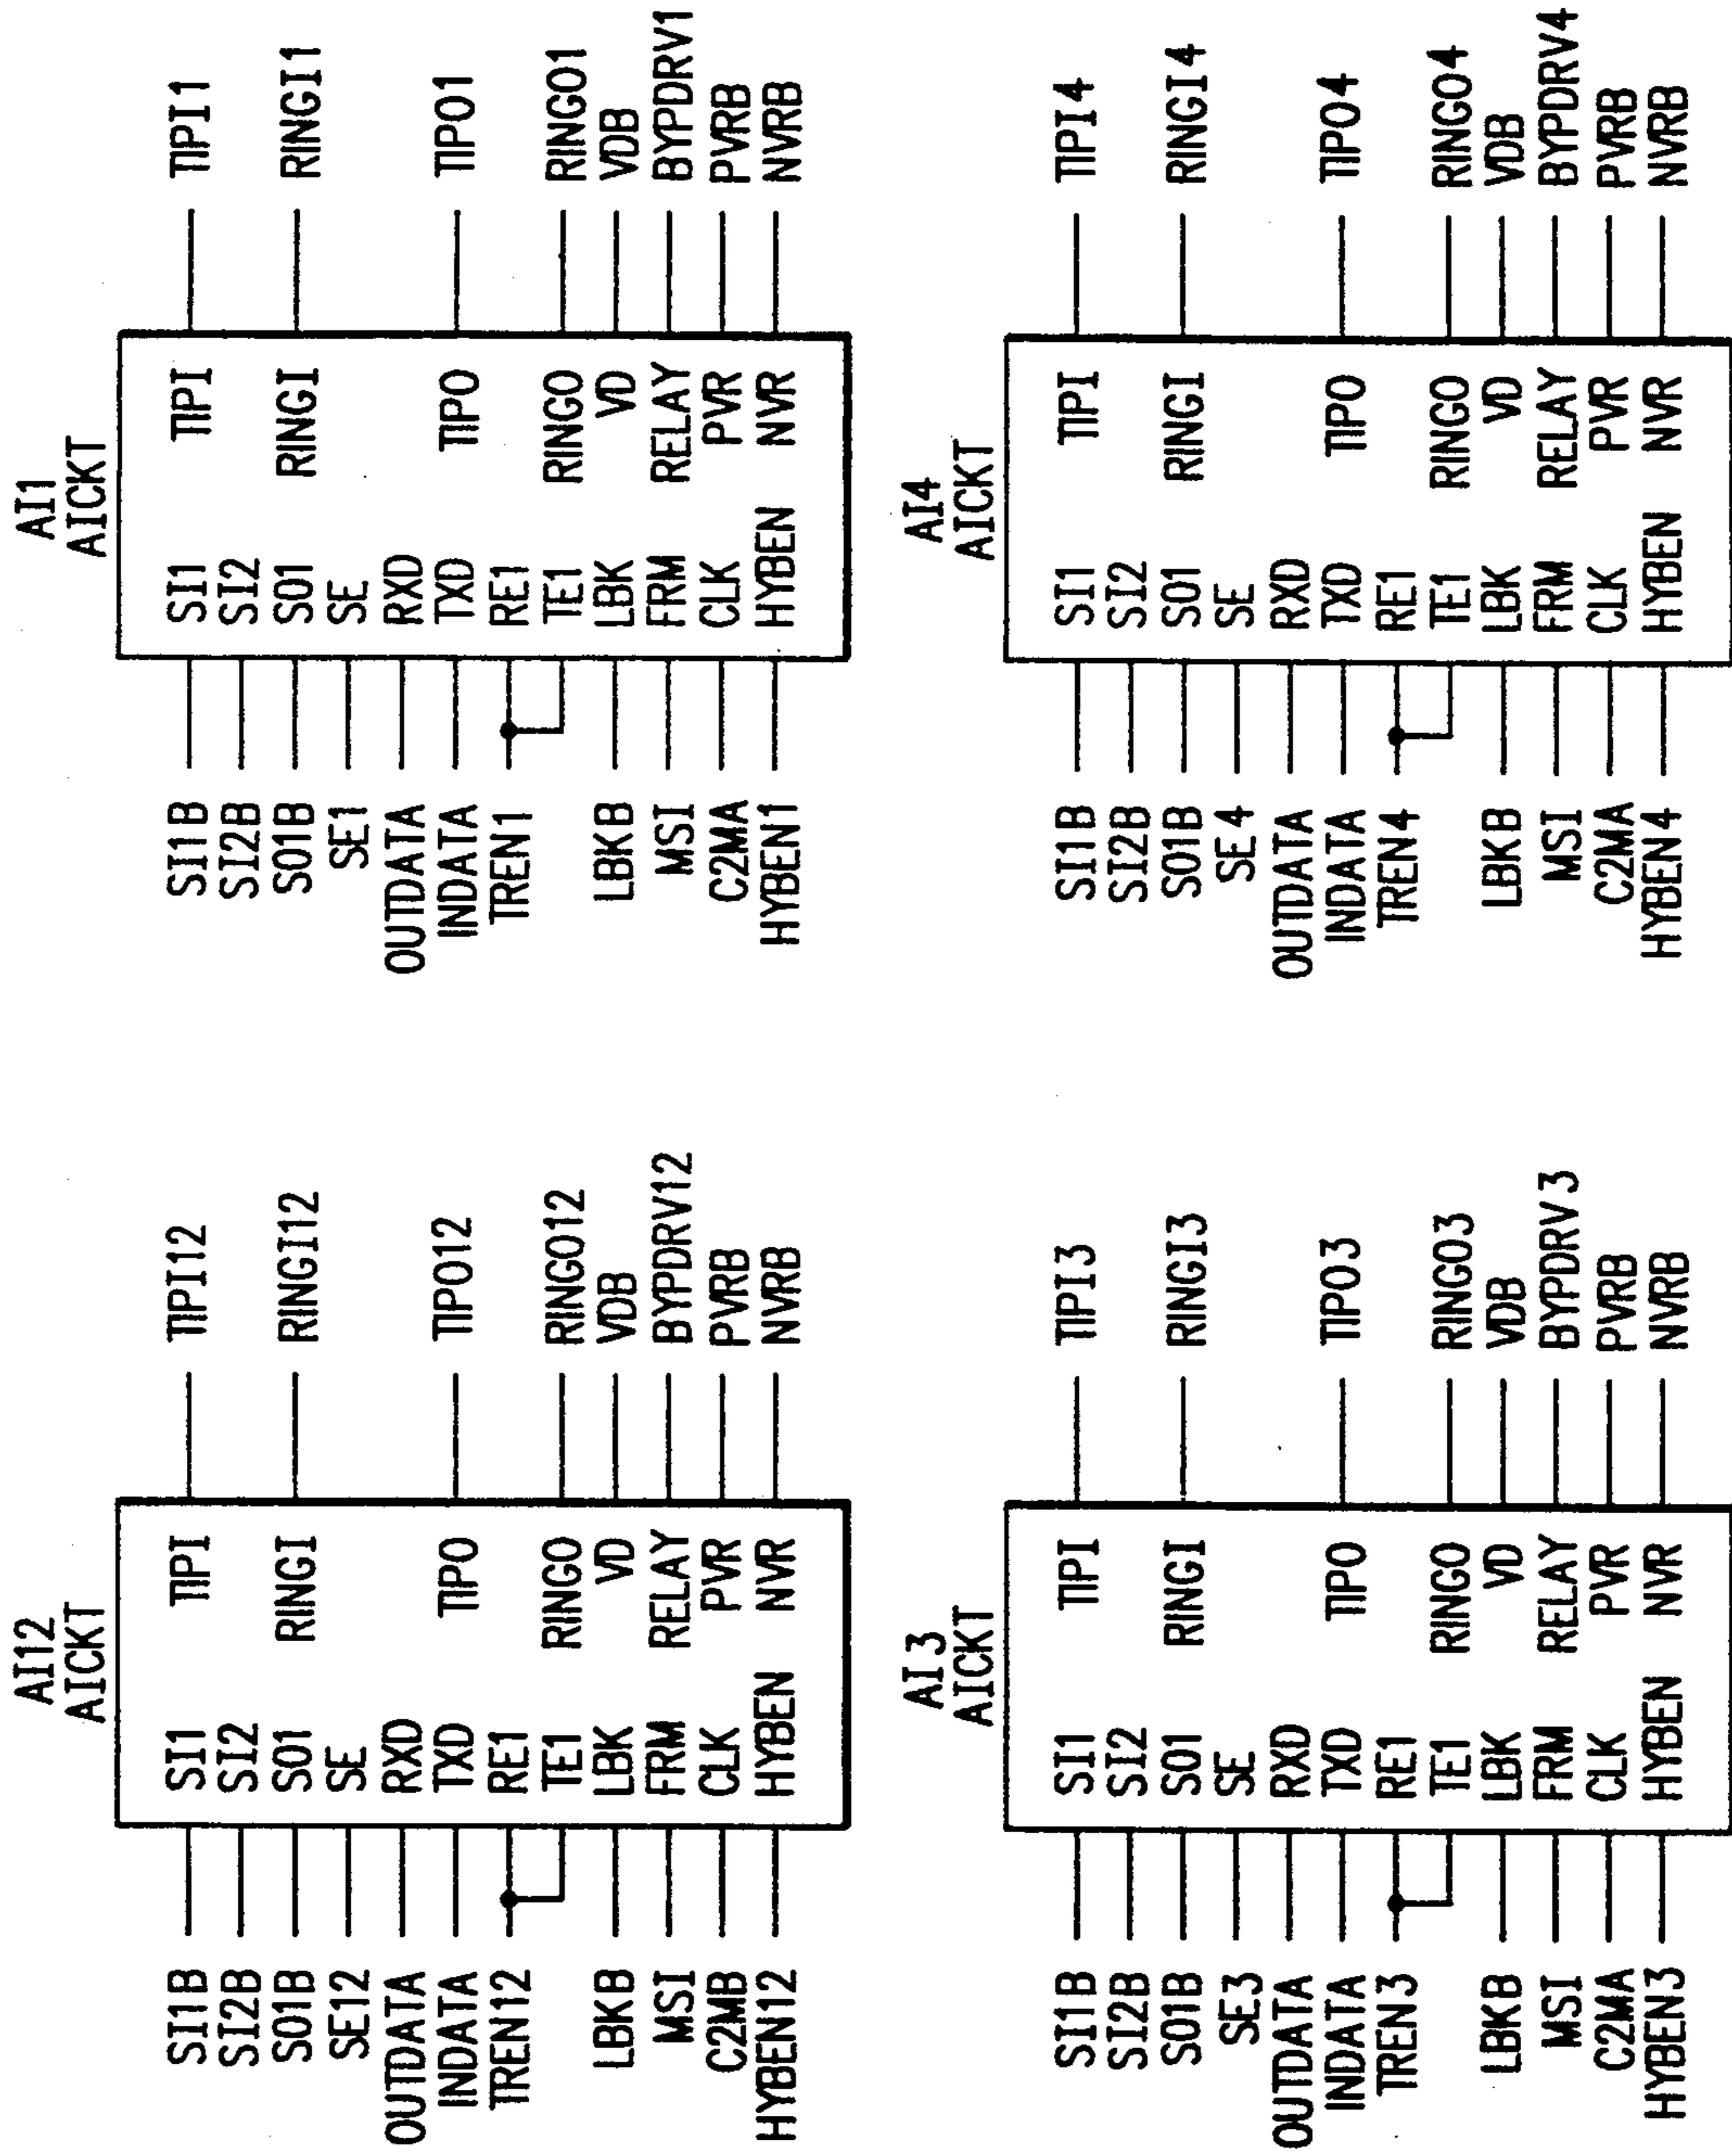 AI12
AICKT
SI1B SI1 TIPI TIPI12
SI2B SI2
SO1B SO1 RINGI RINGI12
SE12 SE
OUTDATA RXD
INDATA TXD TIPO TIPO12
TREN12 RE1
TE1 RINGO RINGO12
LBKB LBK VD VDB
MSI FRM RELAY BYPDRV12
C2MB CLK PVR PVRB
HYBEN12 HYBEN NVR NVRB
AI1
AICKT
SI1B SI1 TIPI TIPI1
SI2B SI2
SO1B SO1 RINGI RINGI1
SE1 SE
OUTDATA RXD
INDATA TXD TIPO TIPO1
TREN1 RE1
TE1 RINGO RINGO1
LBKB LBK VD VDB
MSI FRM RELAY BYPDRV1
C2MA CLK PVR PVRB
HYBEN1 HYBEN NVR NVRB
AI3
AICKT
SI1B SI1 TIPI TIPI3
SI2B SI2
SO1B SO1 RINGI RINGI3
SE3 SE
OUTDATA RXD
INDATA TXD TIPO TIPO3
TREN3 RE1
TE1 RINGO RINGO3
LBKB LBK VD VDB
MSI FRM RELAY BYPDRV3
C2MA CLK PVR PVRB
HYBEN3 HYBEN NVR NVRB
AI4
AICKT
SI1B SI1 TIPI TIPI4
SI2B SI2
SO1B SO1 RINGI RINGI4
SE4 SE
OUTDATA RXD
INDATA TXD TIPO TIPO4
TREN4 RE1
TE1 RINGO RINGO4
LBKB LBK VD VDB
MSI FRM RELAY BYPDRV4
C2MA CLK PVR PVRB
HYBEN4 HYBEN NVR NVRB